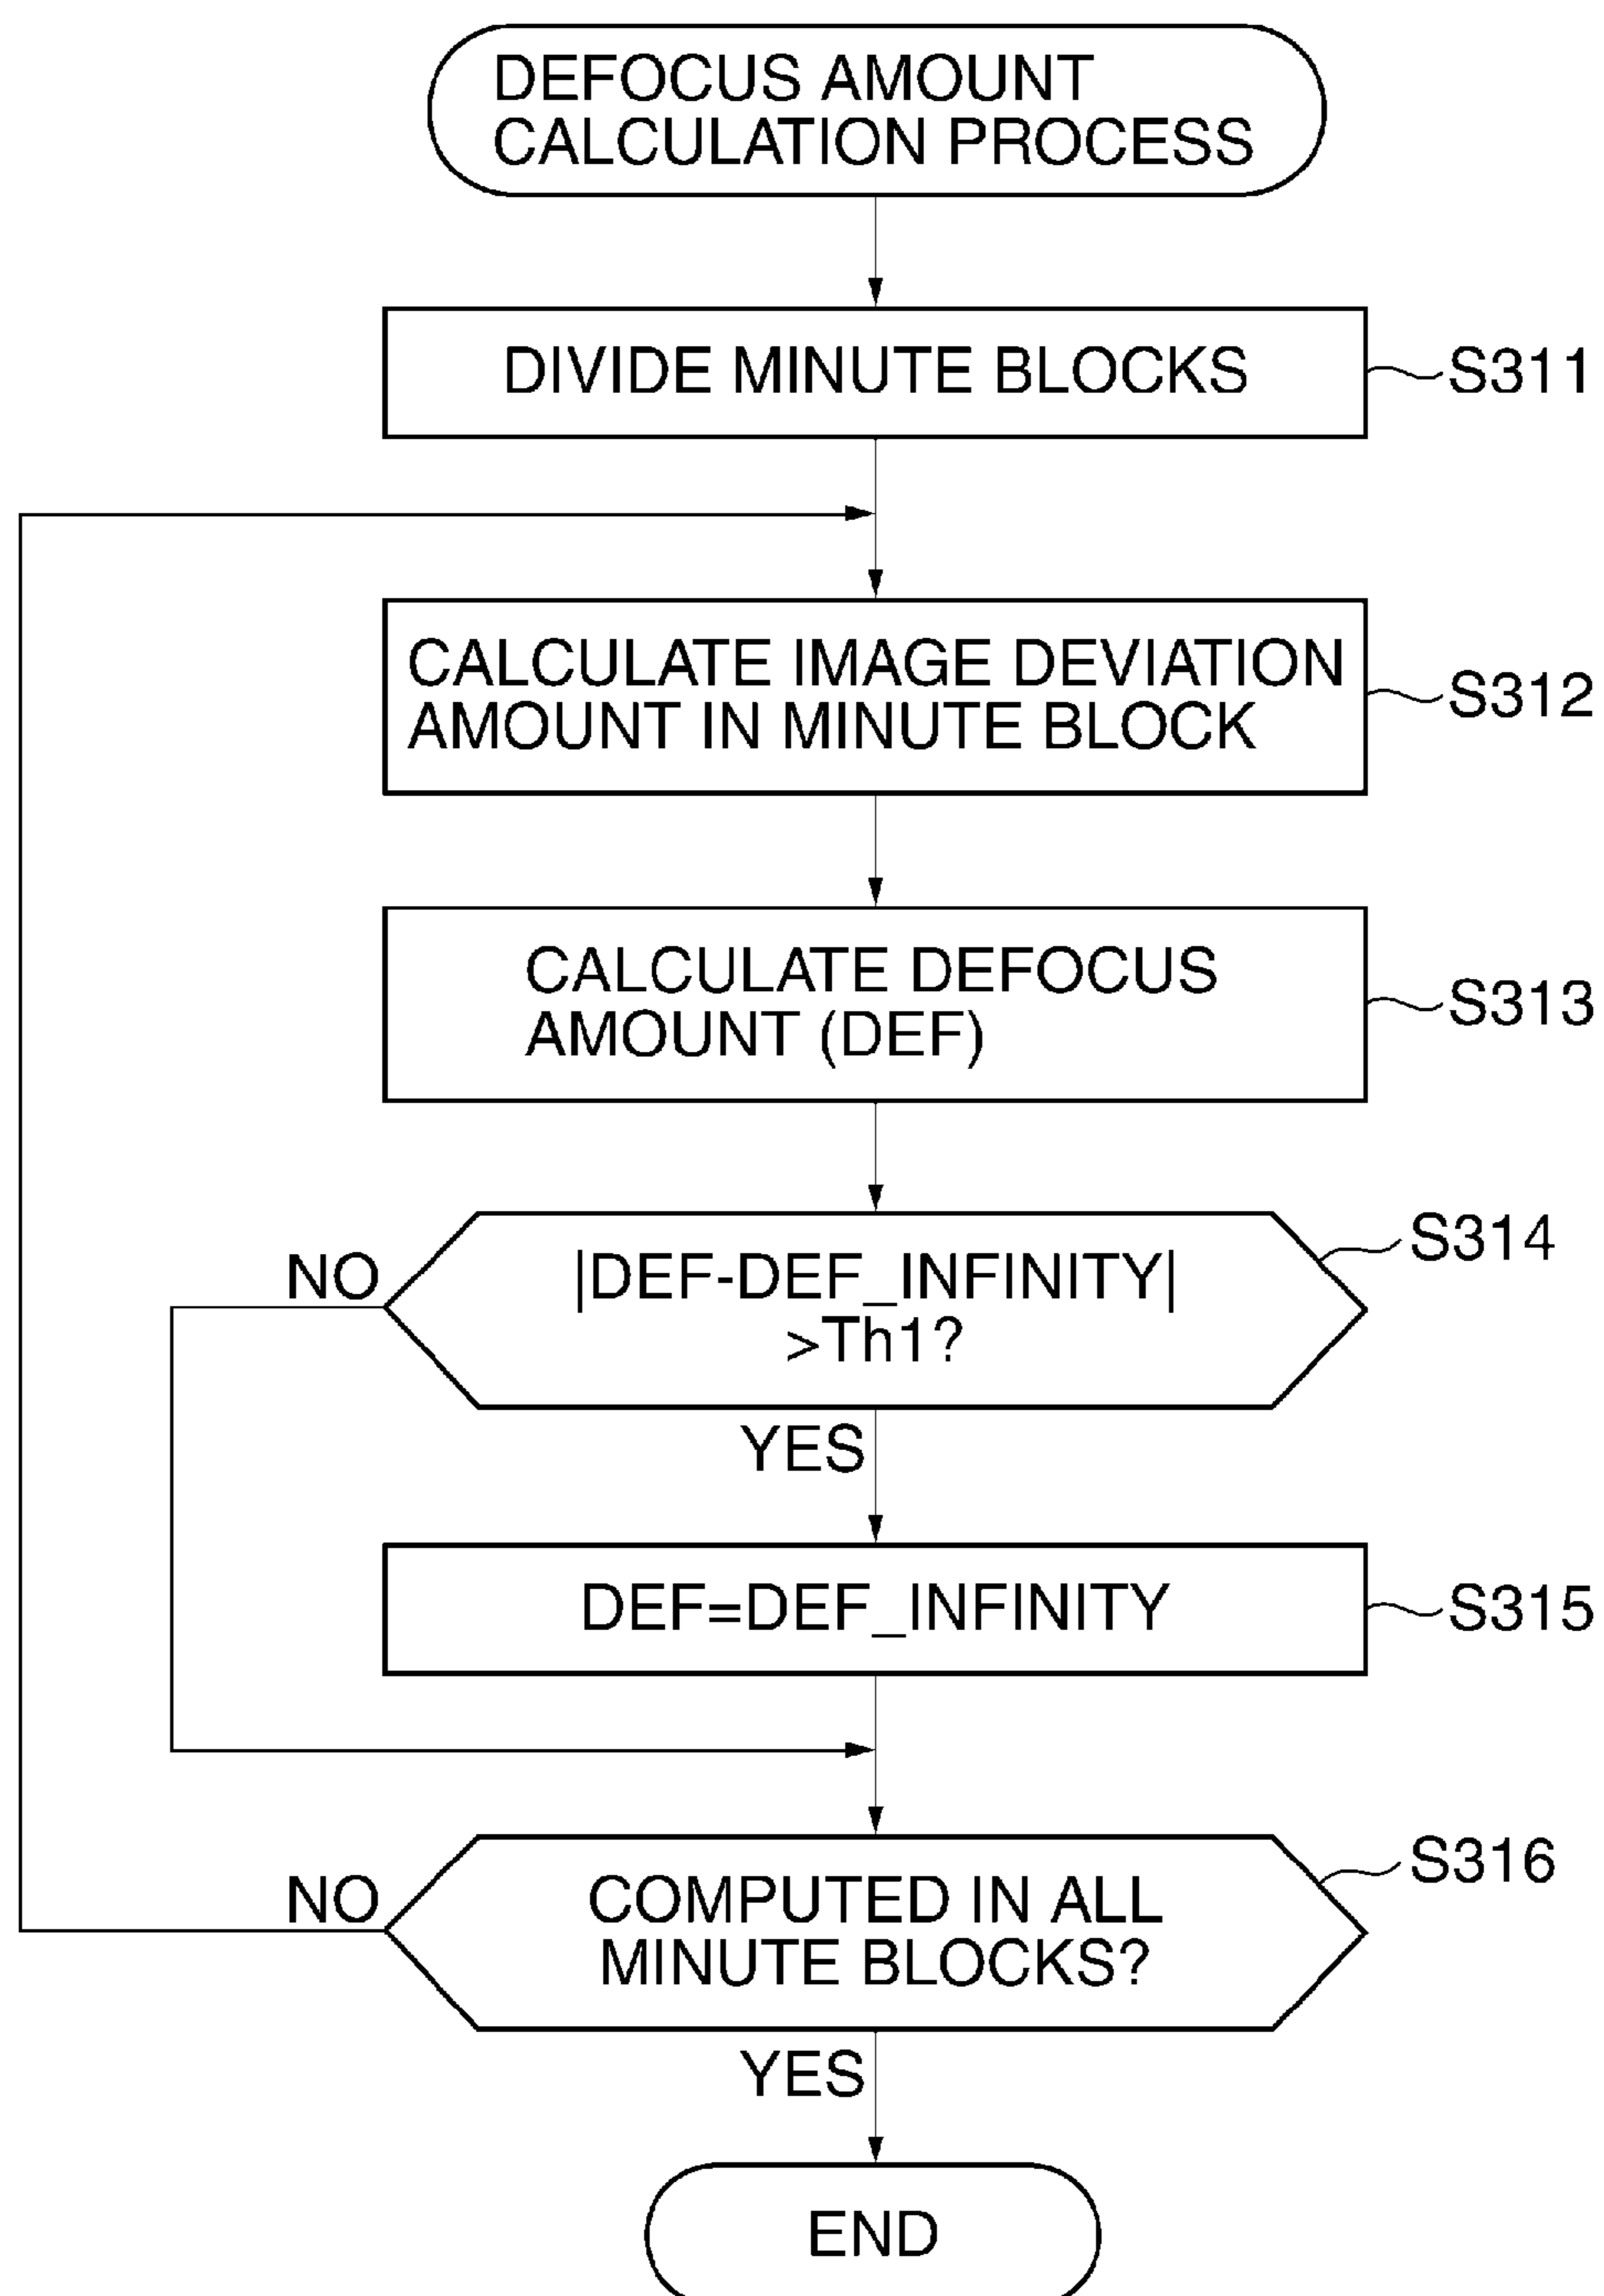 DEFOCUS AMOUNT
CALCULATION PROCESS
DIVIDE MINUTE BLOCKS
S311
CALCULATE IMAGE DEVIATION
AMOUNT IN MINUTE BLOCK
S312
CALCULATE DEFOCUS
AMOUNT (DEF)
S313
S314
NO
|DEF-DEF_INFINITY|
>Th1?
YES
DEF=DEF_INFINITY
S315
S316
NO
COMPUTED IN ALL
MINUTE BLOCKS?
YES
END